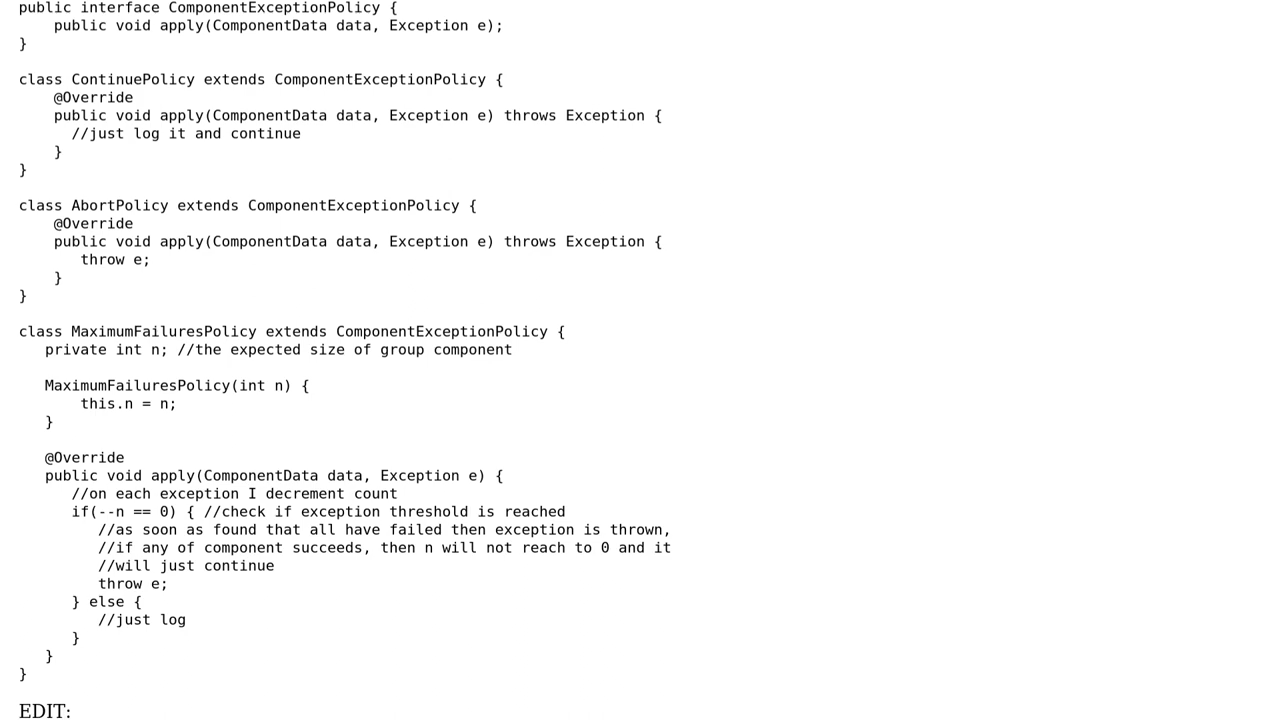 public interface ComponentExceptionPolicy {
    public void apply(ComponentData data, Exception e);
}

class ContinuePolicy extends ComponentExceptionPolicy {
    @Override
    public void apply(ComponentData data, Exception e) throws Exception {
      //just log it and continue
    }
}

class AbortPolicy extends ComponentExceptionPolicy {
    @Override
    public void apply(ComponentData data, Exception e) throws Exception {
       throw e;
    }
}

class MaximumFailuresPolicy extends ComponentExceptionPolicy {
   private int n; //the expected size of group component

   MaximumFailuresPolicy(int n) {
       this.n = n;
   }

   @Override
   public void apply(ComponentData data, Exception e) {
      //on each exception I decrement count
      if(--n == 0) { //check if exception threshold is reached
         //as soon as found that all have failed then exception is thrown,
         //if any of component succeeds, then n will not reach to 0 and it
         //will just continue
         throw e;
      } else {
         //just log
      }
   }
}
EDIT: